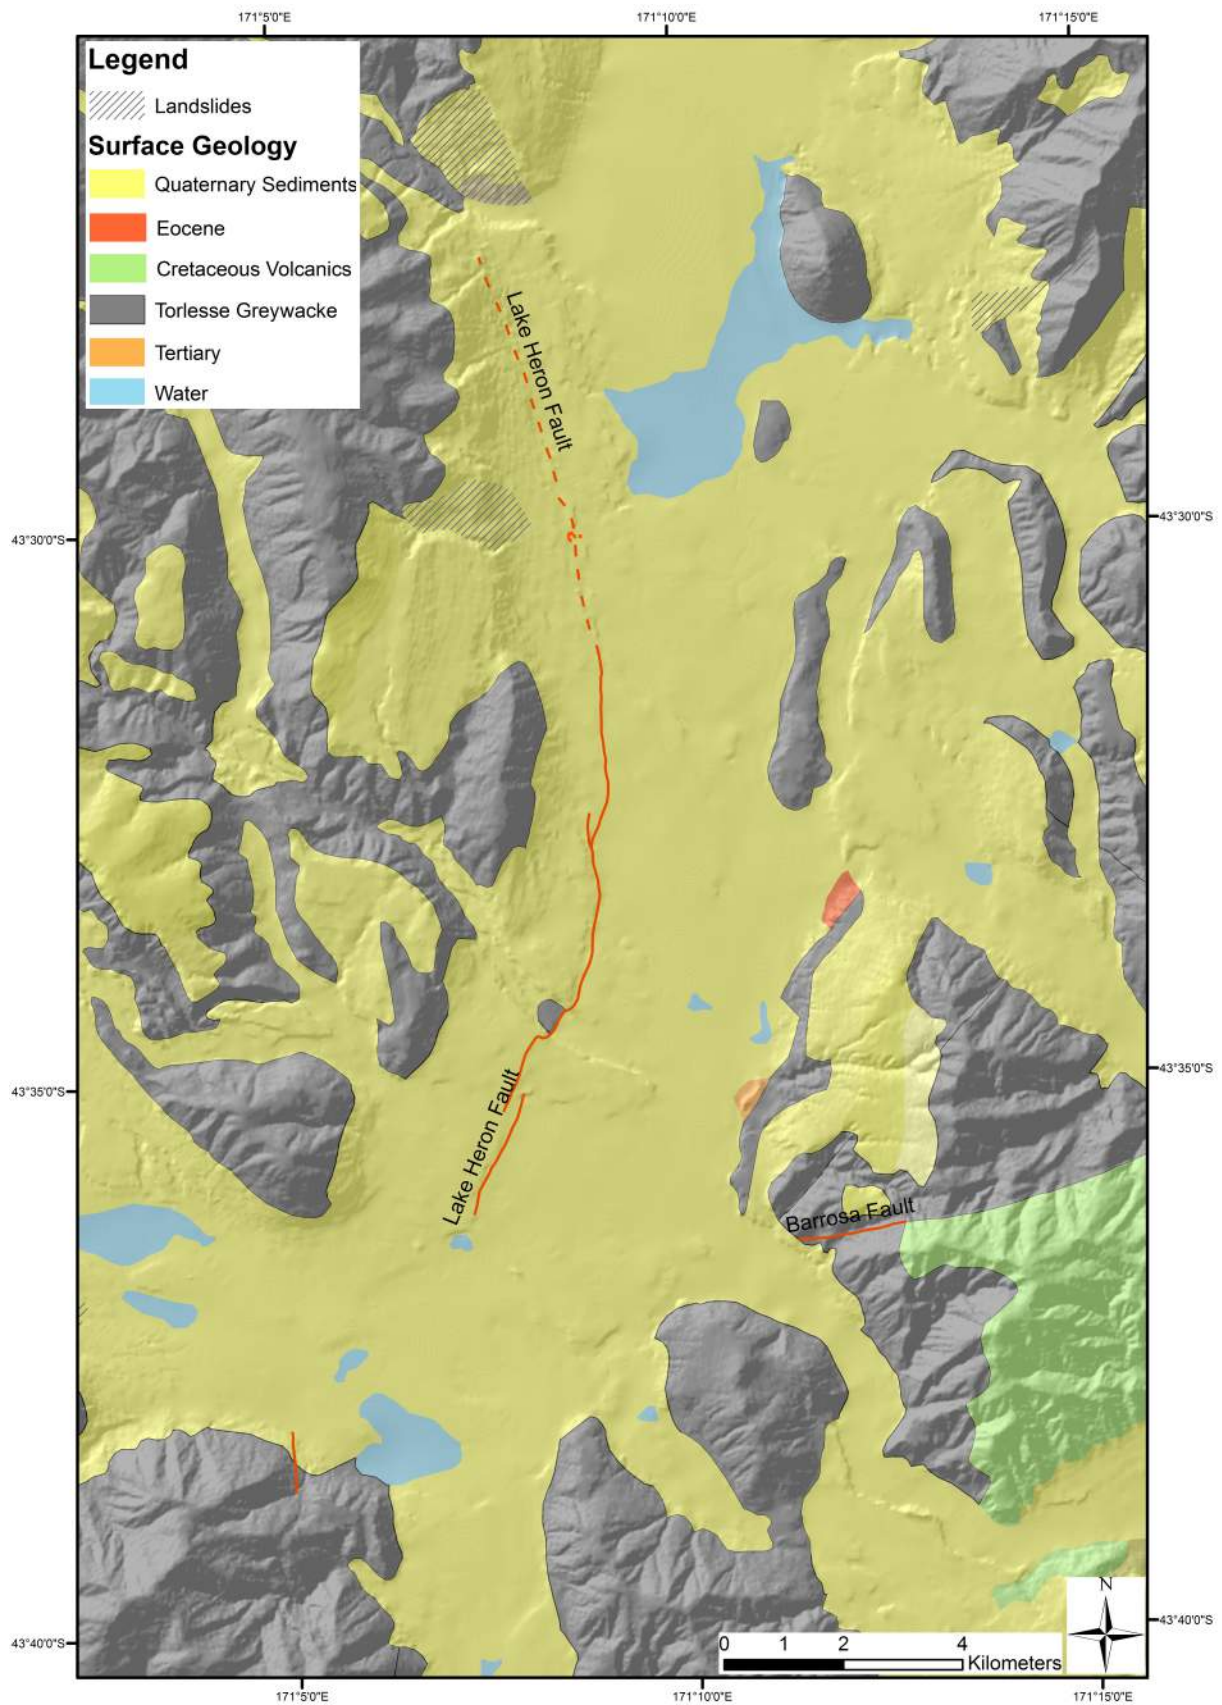 171°5'0"E 171°10'0"E 171°15'0"E
Legend
Landslides
Surface Geology
Quaternary Sediments
Eocene
Cretaceous Volcanics
Torlesse Greywacke
Tertiary
Water
Lake Heron Fault
43°30'0"S 43°30'0"S
43°35'0"S 43°35'0"S
Lake Heron Fault
Barrosa Fault
N
43°40'0"S 43°40'0"S
0 1 2 4
Kilometers
171°5'0"E 171°10'0"E 171°15'0"E